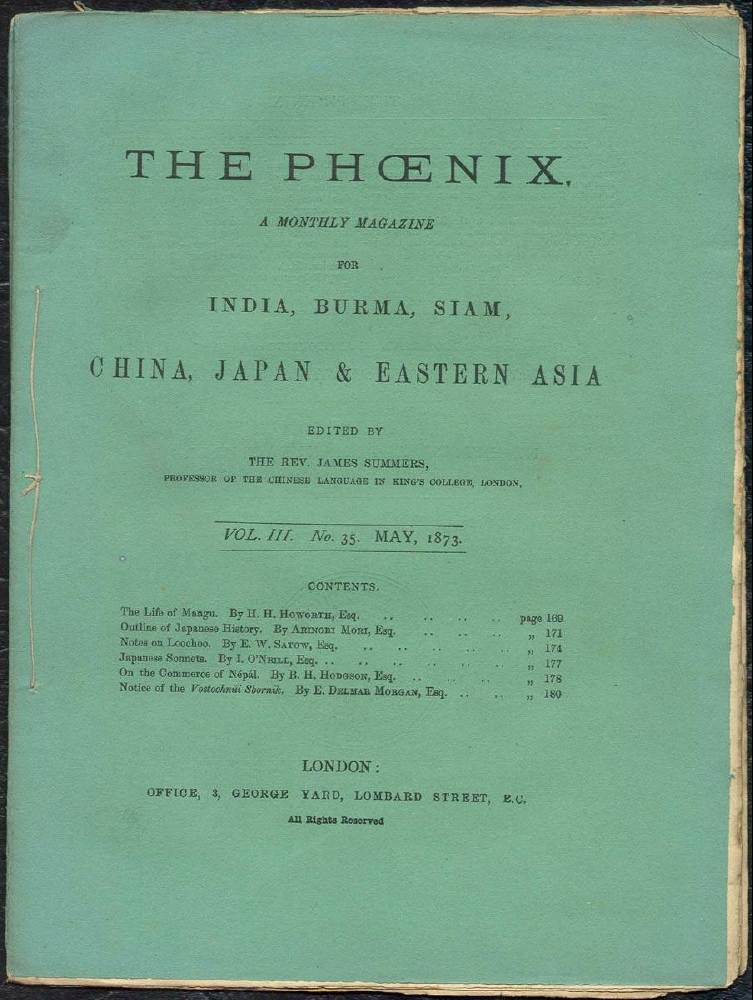 THE PHŒNIX,
A MONTHLY MAGAZINE
FOR
INDIA, BURMA, SIAM,
CHINA, JAPAN & EASTERN ASIA
EDITED BY
THE REV. JAMES SUMMERS,
PROFESSOR OF THE CHINESE LANGUAGE IN KING'S COLLEGE, LONDON,
VOL. III. No. 35. MAY, 1873.
CONTENTS.
The Life of Mangu. By H. H. HOWORTH, Esq. .. .. .. .. page 169
Outline of Japanese History. By ARINORI MORI, Esq. .. .. .. „ 171
Notes on Loochoo. By E. W. SATOW, Esq. .. .. .. .. .. „ 174
Japanese Sonnets. By I. O'NEILL, Esq. .. .. .. .. .. „ 177
On the Commerce of Népál. By B. H. HODGSON, Esq. .. .. .. „ 178
Notice of the Vostochnüi Sbornik. By E. DELMAR MORGAN, Esq. .. .. „ 180
LONDON:
OFFICE, 3, GEORGE YARD, LOMBARD STREET, E.C.
All Rights Reserved